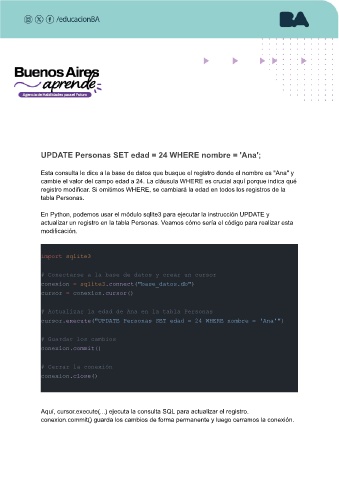 /educacionBA
BA
Buenos Aires
aprende
Agencia de Habilidades para el Futuro
UPDATE Personas SET edad = 24 WHERE nombre = 'Ana';
Esta consulta le dice a la base de datos que busque el registro donde el nombre es "Ana" y
cambie el valor del campo edad a 24. La cláusula WHERE es crucial aquí porque indica qué
registro modificar. Si omitimos WHERE, se cambiará la edad en todos los registros de la
tabla Personas.
En Python, podemos usar el módulo sqlite3 para ejecutar la instrucción UPDATE y
actualizar un registro en la tabla Personas. Veamos cómo sería el código para realizar esta
modificación.
import sqlite3
# Conectarse a la base de datos y crear un cursor
conexion = sqlite3.connect("base_datos.db")
cursor = conexion.cursor()
# Actualizar la edad de Ana en la tabla Personas
cursor.execute("UPDATE Personas SET edad = 24 WHERE nombre = 'Ana'")
# Guardar los cambios
conexion.commit()
# Cerrar la conexión
conexion.close()
Aquí, cursor.execute(...) ejecuta la consulta SQL para actualizar el registro.
conexion.commit() guarda los cambios de forma permanente y luego cerramos la conexión.